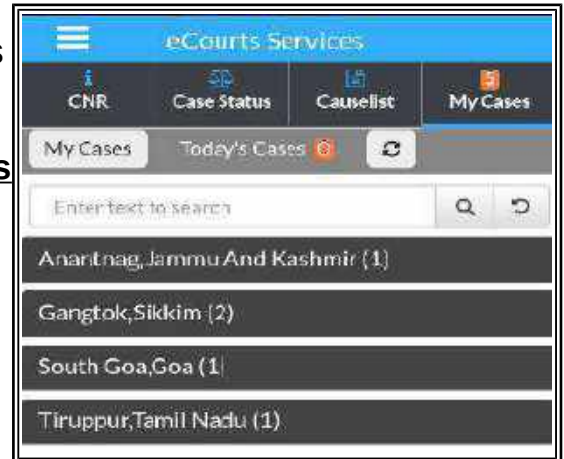 eCourts Services
CNR Case Status Causelist My Cases
s
My Cases Today's Cases
s
Enter text to search
Anantnag,Jammu And Kashmir (1)
Gangtok,Sikkim (2)
South Goa,Goa (1
Tiruppur,Tamil Nadu (1)